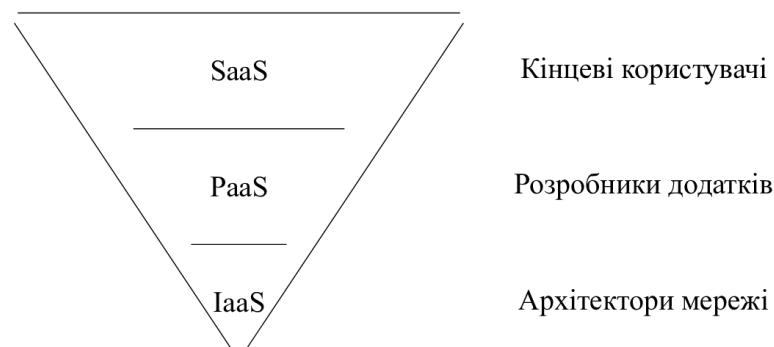 SaaS
Кінцеві користувачі
PaaS
Розробники додатків
IaaS
Архітектори мережі